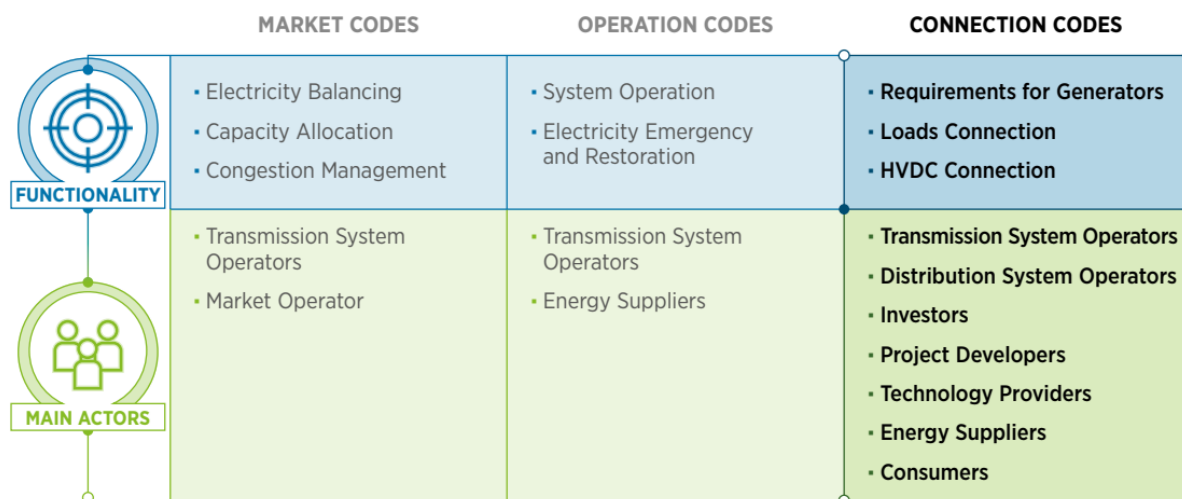 MARKET CODES
OPERATION CODES
CONNECTION CODES
FUNCTIONALITY
▪ Electricity Balancing
▪ Capacity Allocation
▪ Congestion Management
▪ System Operation
▪ Electricity Emergency
and Restoration
▪ Requirements for Generators
▪ Loads Connection
▪ HVDC Connection
MAIN ACTORS
▪ Transmission System
Operators
▪ Market Operator
▪ Transmission System
Operators
▪ Energy Suppliers
▪ Transmission System Operators
▪ Distribution System Operators
▪ Investors
▪ Project Developers
▪ Technology Providers
▪ Energy Suppliers
▪ Consumers